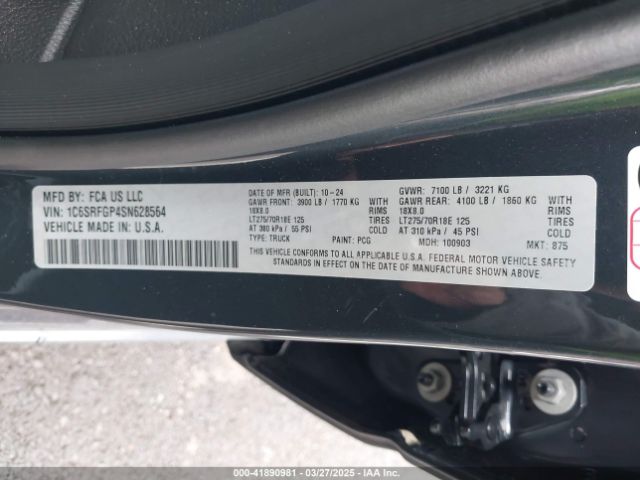 MFD BY: FCA US LLC
VIN: 1C6SRFGP4SN628564
VEHICLE MADE IN: U.S.A.
DATE OF MFR (BUILT): 10-24
GAWR FRONT: 3900 LB / 1770 KG
18X8.0 RIMS
LT275/70R18E 125 TIRES
AT 380 kPa / 55 PSI COLD
TYPE: TRUCK PAINT: PCG
GVWR: 7100 LB / 3221 KG
GAWR REAR: 4100 LB / 1860 KG
18X8.0 RIMS
LT275/70R18E 125 TIRES
AT 310 kPa / 45 PSI COLD
MDH: 100903 MKT: 875
THIS VEHICLE CONFORMS TO ALL APPLICABLE U.S.A. FEDERAL MOTOR VEHICLE SAFETY
STANDARDS IN EFFECT ON THE DATE OF MANUFACTURE SHOWN ABOVE.
000-41890981 - 03/27/2025 - IAA Inc.